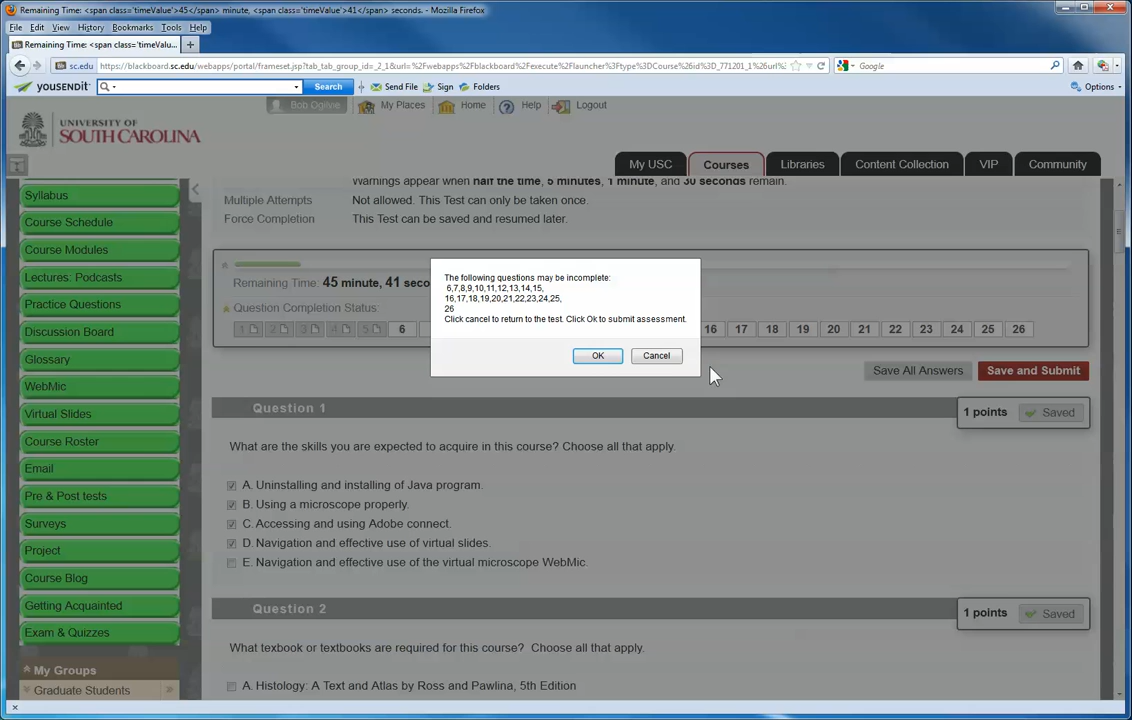 Remaining Time: <span class='timeValue'>45</span> minute, <span class='timeValue'>41</span> seconds. - Mozilla Firefox
File Edit View History Bookmarks Tools Help
Remaining Time: <span class='timeValu...
sc.edu https://blackboard.sc.edu/webapps/portal/frameset.jsp?tab_tab_group_id=_2_1&url=%2Fwebapps%2Fblackboard%2Fexecute%2Flauncher%3Ftype%3DCourse%26id%3D_771201_1%26url%
Google
yousendit Search Send File Sign Folders Options
Bob Ogilvie My Places Home Help Logout
UNIVERSITY OF
SOUTH CAROLINA
My USC Courses Libraries Content Collection VIP Community
Syllabus
Course Schedule
Course Modules
Lectures: Podcasts
Practice Questions
Discussion Board
Glossary
WebMic
Virtual Slides
Course Roster
Email
Pre & Post tests
Surveys
Project
Course Blog
Getting Acquainted
Exam & Quizzes
My Groups
Graduate Students
Warnings appear when half the time, 5 minutes, 1 minute, and 30 seconds remain.
Multiple Attempts Not allowed. This Test can only be taken once.
Force Completion This Test can be saved and resumed later.
Remaining Time: 45 minute, 41 seco
Question Completion Status:
1 2 3 4 5 6 16 17 18 19 20 21 22 23 24 25 26
The following questions may be incomplete:
6,7,8,9,10,11,12,13,14,15,
16,17,18,19,20,21,22,23,24,25,
26
Click cancel to return to the test. Click Ok to submit assessment.
OK Cancel
Save All Answers Save and Submit
Question 1 1 points Saved
What are the skills you are expected to acquire in this course? Choose all that apply.
A. Uninstalling and installing of Java program.
B. Using a microscope properly.
C. Accessing and using Adobe connect.
D. Navigation and effective use of virtual slides.
E. Navigation and effective use of the virtual microscope WebMic.
Question 2 1 points Saved
What texbook or textbooks are required for this course? Choose all that apply.
A. Histology: A Text and Atlas by Ross and Pawlina, 5th Edition